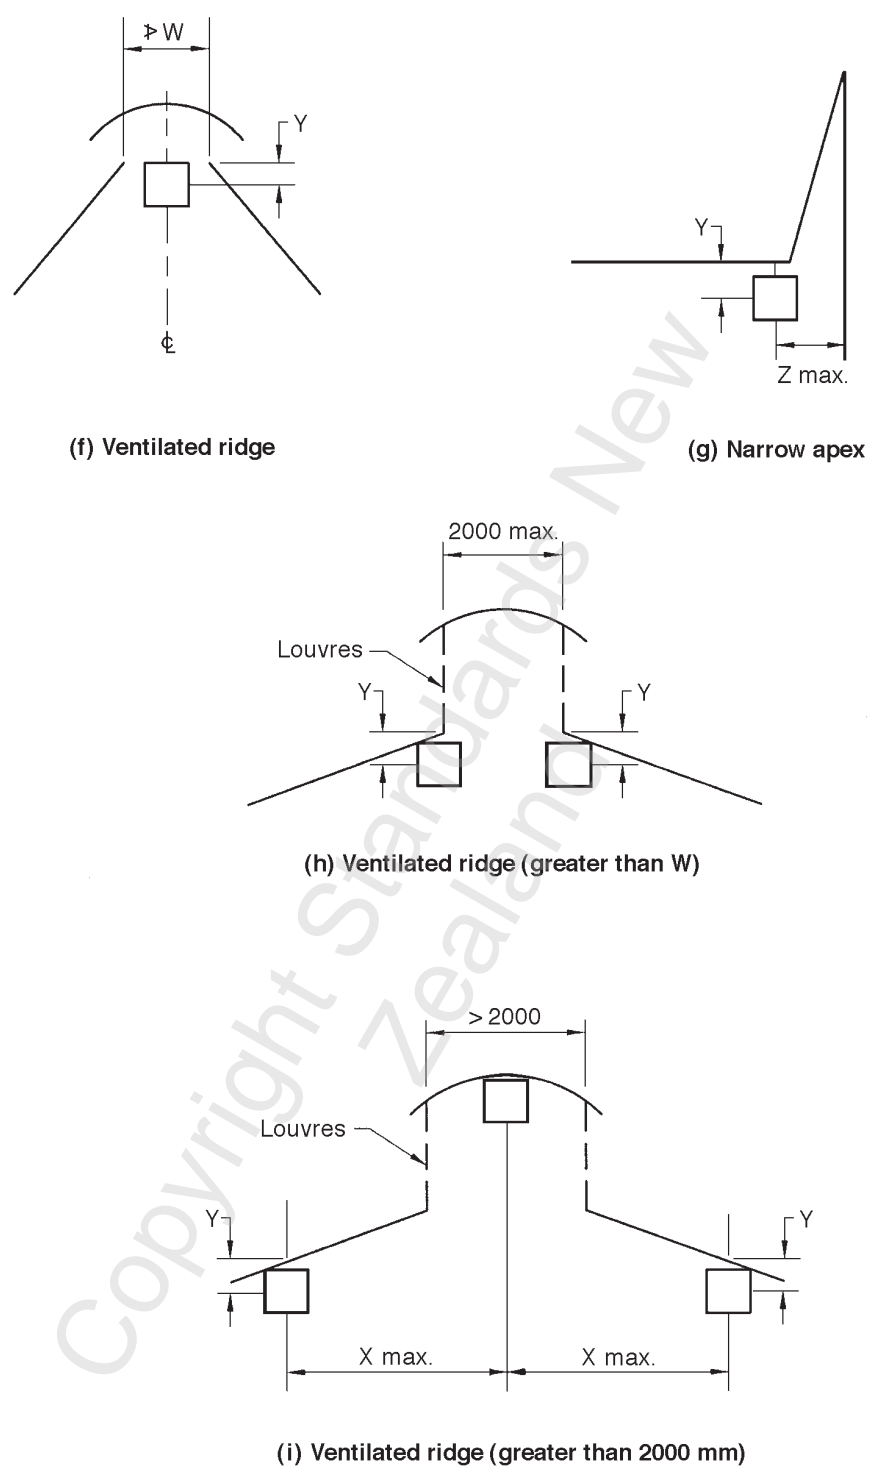 ≯ W
Y
℄
(f) Ventilated ridge
Y
Z max.
(g) Narrow apex
2000 max.
Louvres
Y
Y
(h) Ventilated ridge (greater than W)
> 2000
Louvres
Y
Y
X max.
X max.
(i) Ventilated ridge (greater than 2000 mm)
Copyright Standards New
Zealand